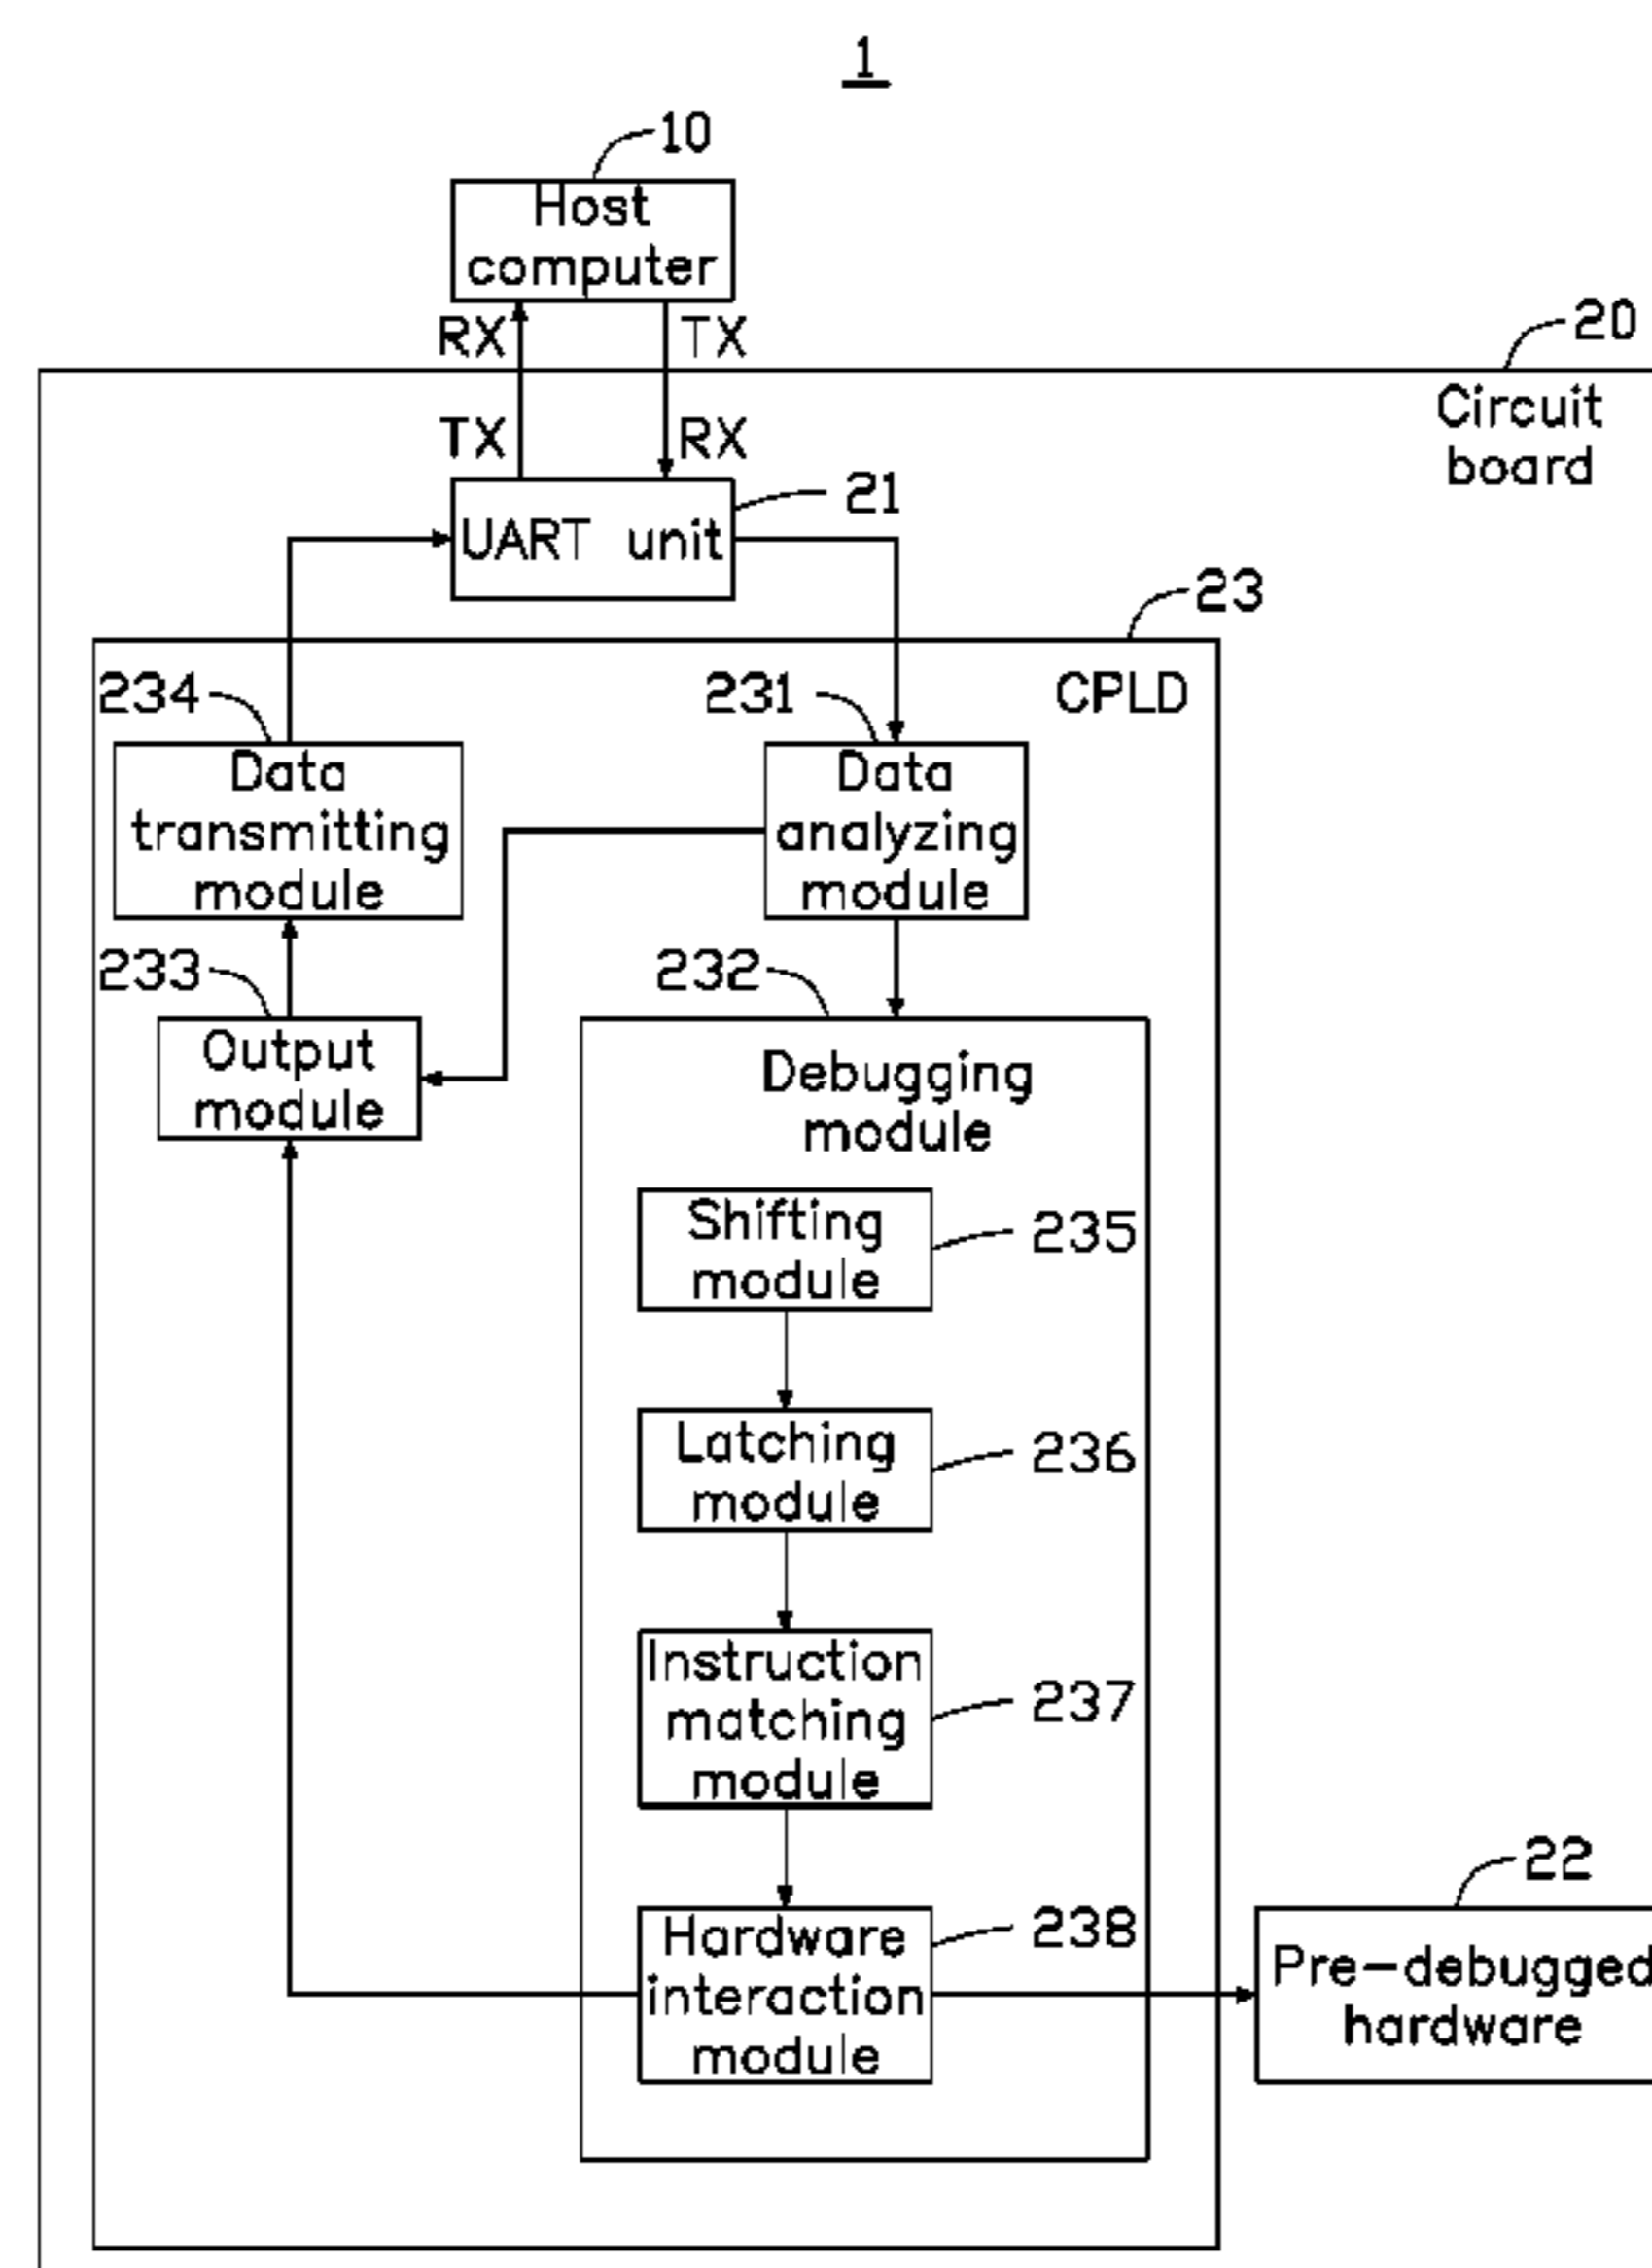 1
10
Host
computer
RX
TX
20
Circuit
board
TX
RX
21
UART unit
23
CPLD
234
231
Data
transmitting
module
Data
analyzing
module
233
232
Output
module
Debugging
module
Shifting
module
235
Latching
module
236
Instruction
matching
module
237
22
Hardware
interaction
module
238
Pre-debugged
hardware